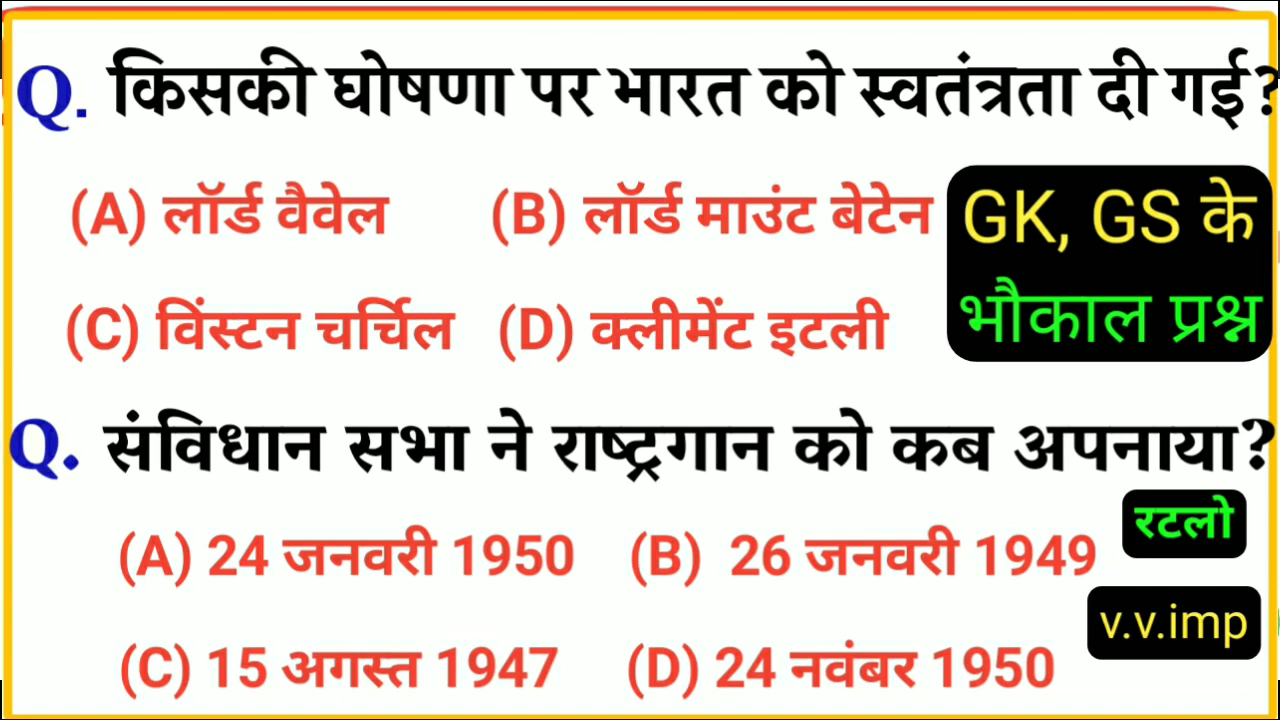 Q. किसकी घोषणा पर भारत को स्वतंत्रता दी गई?
(A) लॉर्ड वैवेल (B) लॉर्ड माउंट बेटेन
(C) विंस्टन चर्चिल (D) क्लीमेंट इटली
GK, GS के
भौकाल प्रश्न
Q. संविधान सभा ने राष्ट्रगान को कब अपनाया?
(A) 24 जनवरी 1950 (B) 26 जनवरी 1949
रटलो
(C) 15 अगस्त 1947 (D) 24 नवंबर 1950
v.v.imp